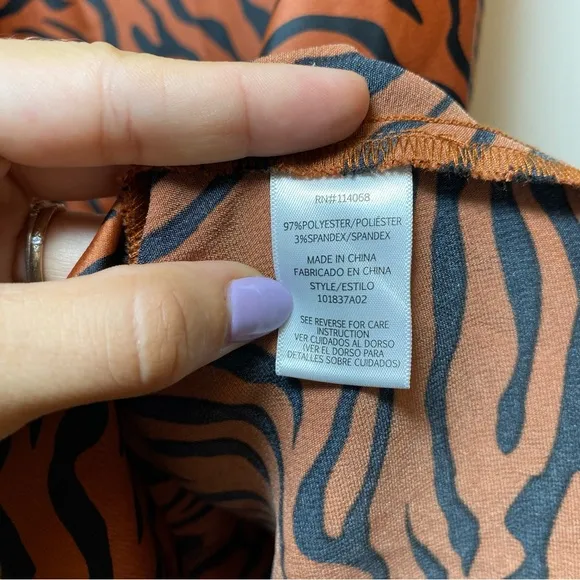 RN#114068
97%POLYESTER/POLIÉSTER
3%SPANDEX/SPANDEX
MADE IN CHINA
FABRICADO EN CHINA
STYLE/ESTILO
101837A02
SEE REVERSE FOR CARE
INSTRUCTION
VER CUIDADOS AL DORSO
(VER EL DORSO PARA
DETALLES SOBRE CUIDADO)